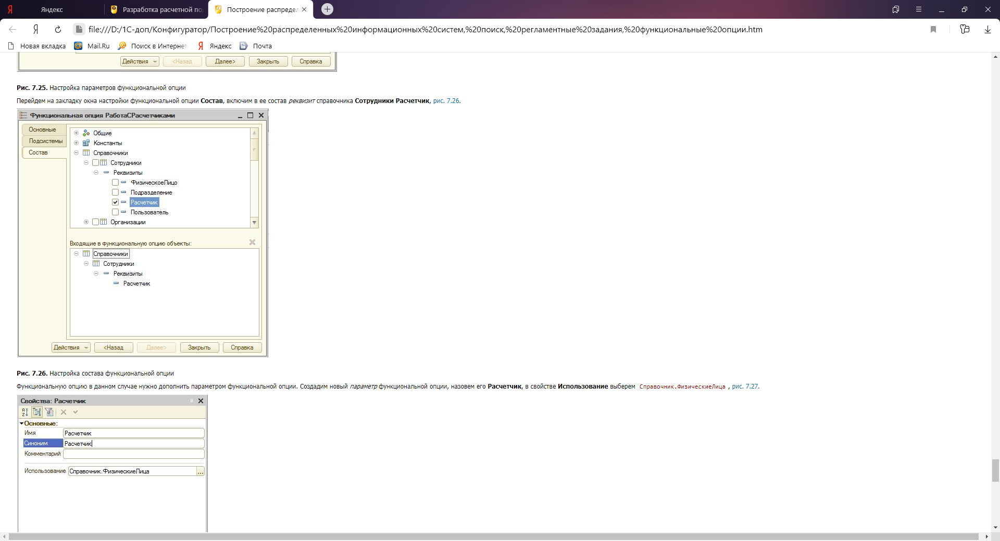 Яндекс
Разработка расчетной по
Построение распредел
file:///D:/1С-доп/Конфигуратор/Построение%20распределенных%20информационных%20систем,%20поиск,%20регламентные%20задания,%20функциональные%20опции.htm
Новая вкладка
Mail.Ru
Поиск в Интернет
Яндекс
Почта
Действия
<Назад
Далее>
Закрыть
Справка
Рис. 7.25. Настройка параметров функциональной опции
Перейдем на закладку окна настройки функциональной опции Состав, включим в ее состав реквизит справочника Сотрудники Расчетчик, рис. 7.26.
Функциональная опция РаботаСРасчетчиками
Основные
Подсистемы
Состав
Общие
Константы
Справочники
Сотрудники
Реквизиты
ФизическоеЛицо
Подразделение
Расчетчик
Пользователь
Организации
Входящие в функциональную опцию объекты:
Справочники
Сотрудники
Реквизиты
Расчетчик
Действия
<Назад
Далее>
Закрыть
Справка
Рис. 7.26. Настройка состава функциональной опции
Функциональную опцию в данном случае нужно дополнить параметром функциональной опции. Создадим новый параметр функциональной опции, назовем его Расчетчик, в свойстве Использование выберем Справочник.ФизическиеЛица , рис. 7.27.
Свойства: Расчетчик
Основные:
Имя
Расчетчик
Синоним
Расчетчик
Комментарий
Использование
Справочник.ФизическиеЛица
...